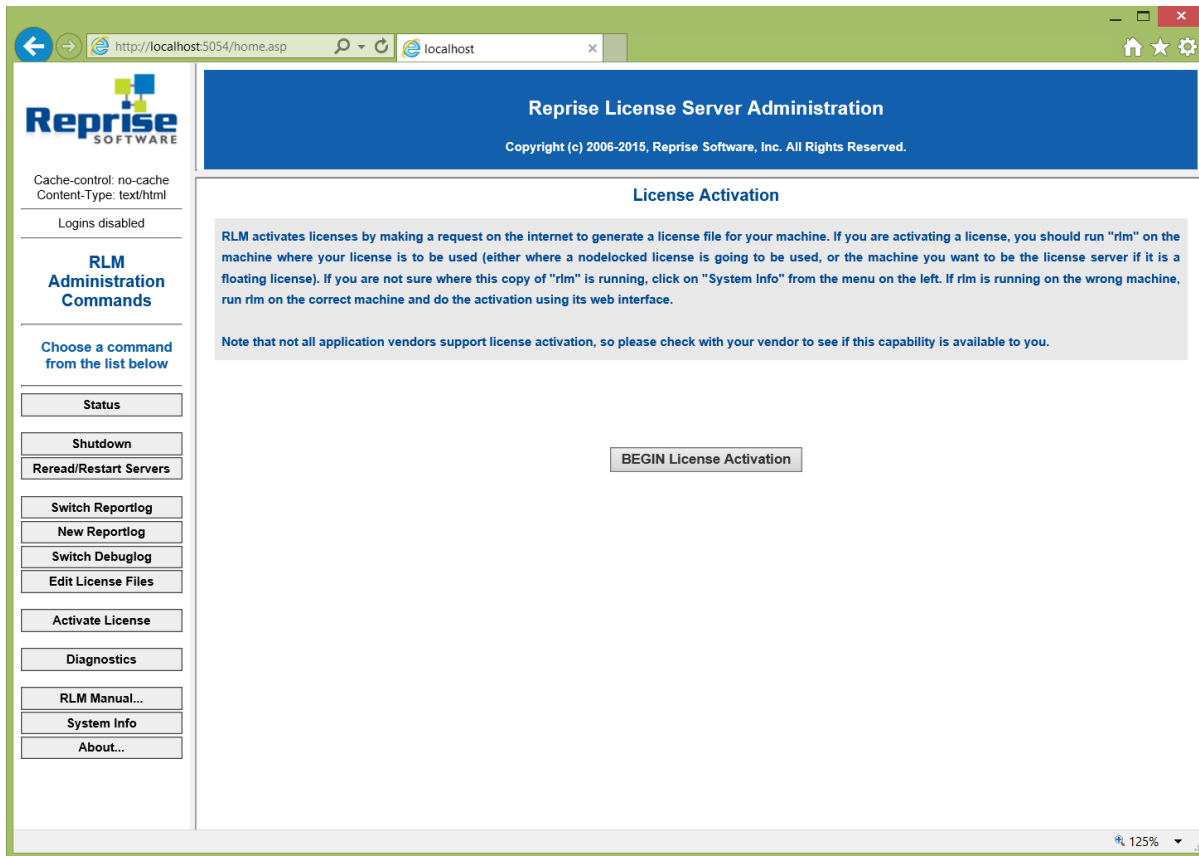 http://localhost:5054/home.asp
localhost
Reprise
SOFTWARE
Cache-control: no-cache
Content-Type: text/html
Logins disabled
RLM
Administration
Commands
Choose a command
from the list below
Status
Shutdown
Reread/Restart Servers
Switch Reportlog
New Reportlog
Switch Debuglog
Edit License Files
Activate License
Diagnostics
RLM Manual...
System Info
About...
Reprise License Server Administration
Copyright (c) 2006-2015, Reprise Software, Inc. All Rights Reserved.
License Activation
RLM activates licenses by making a request on the internet to generate a license file for your machine. If you are activating a license, you should run "rlm" on the
machine where your license is to be used (either where a nodelocked license is going to be used, or the machine you want to be the license server if it is a
floating license). If you are not sure where this copy of "rlm" is running, click on "System Info" from the menu on the left. If rlm is running on the wrong machine,
run rlm on the correct machine and do the activation using its web interface.
Note that not all application vendors support license activation, so please check with your vendor to see if this capability is available to you.
BEGIN License Activation
125%